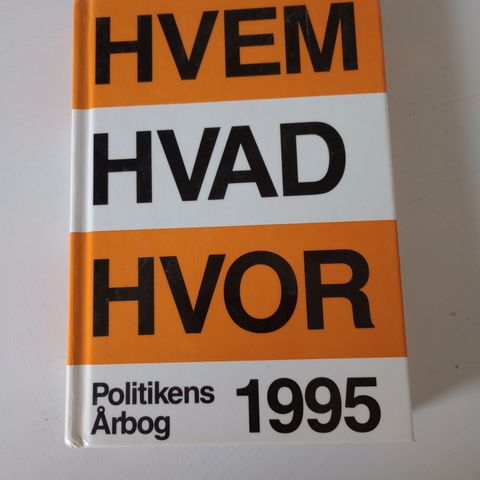 HVEM
HVAD
HVOR
Politikens
Årbog
1995